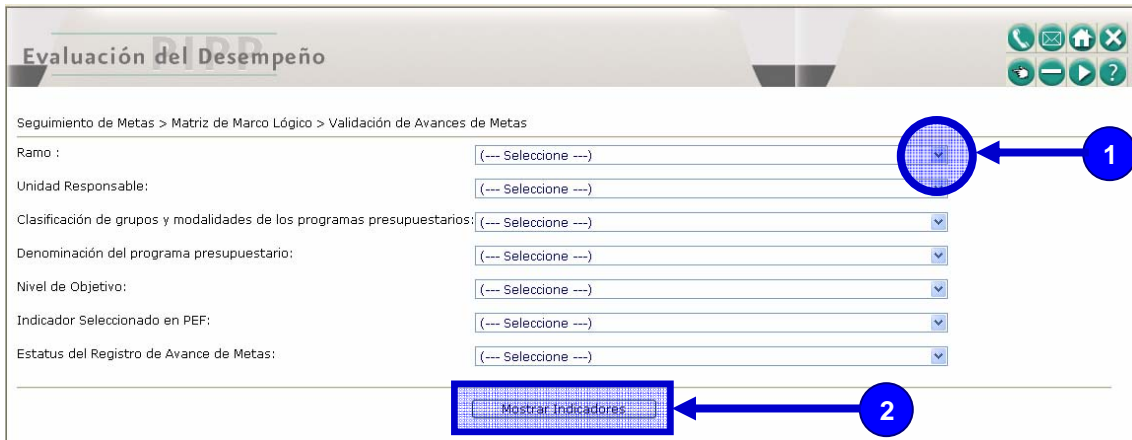 PIPP
Evaluación del Desempeño
Seguimiento de Metas > Matriz de Marco Lógico > Validación de Avances de Metas
Ramo : (--- Seleccione ---) 1
Unidad Responsable: (--- Seleccione ---)
Clasificación de grupos y modalidades de los programas presupuestarios: (--- Seleccione ---)
Denominación del programa presupuestario: (--- Seleccione ---)
Nivel de Objetivo: (--- Seleccione ---)
Indicador Seleccionado en PEF: (--- Seleccione ---)
Estatus del Registro de Avance de Metas: (--- Seleccione ---)
Mostrar Indicadores 2